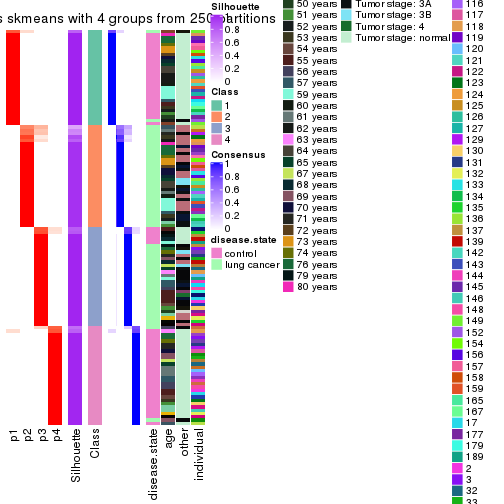 s skmeans with 4 groups from 250 partitions
p1
p2
p3
p4
Silhouette
Class
disease.state
age
other
individual
Silhouette
1
0.8
0.6
0.4
0.2
0
Class
1
2
3
4
Consensus
1
0.8
0.6
0.4
0.2
0
disease.state
control
lung cancer
50 years
51 years
52 years
53 years
54 years
55 years
56 years
59 years
60 years
61 years
62 years
63 years
64 years
65 years
67 years
68 years
69 years
70 years
71 years
72 years
73 years
74 years
76 years
79 years
80 years
Tumor stage: 3A
Tumor stage: 3B
Tumor stage: 4
Tumor stage: normal
116
117
118
119
120
121
122
123
124
125
126
127
129
130
131
132
133
134
135
136
137
139
142
143
144
145
146
148
149
152
154
156
157
158
159
165
167
17
177
179
189
2
3
32
33